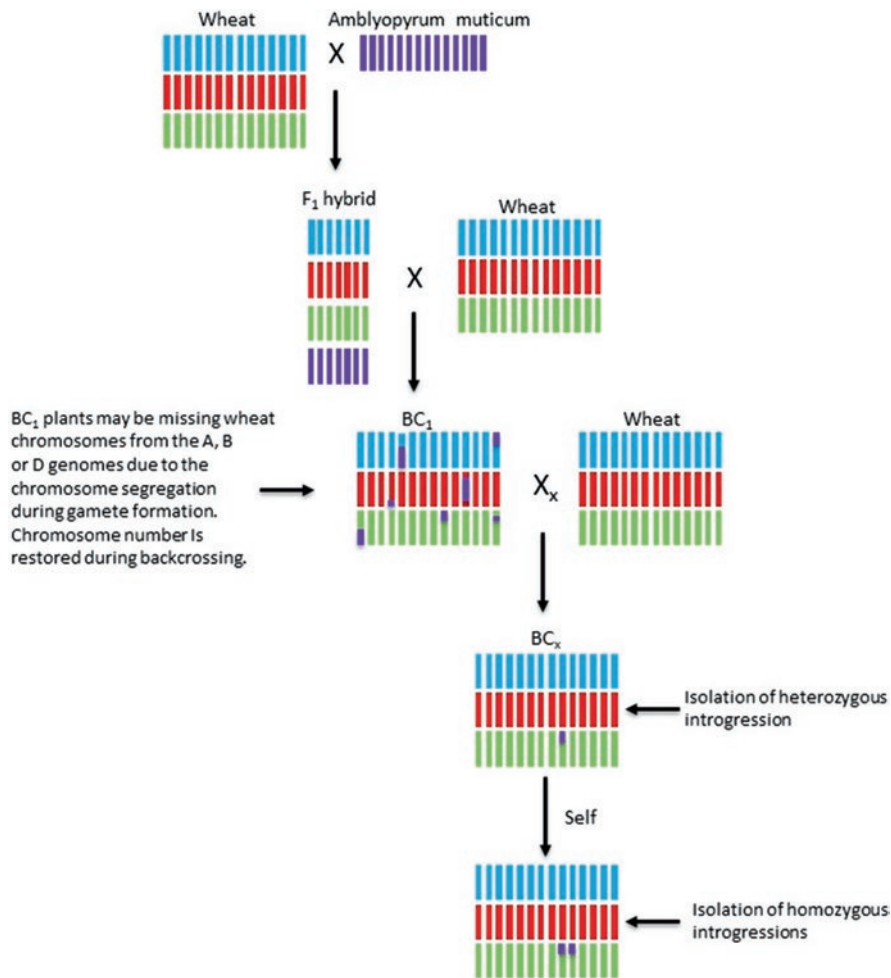 Wheat
Amblyopyrum muticum
X
F₁ hybrid
Wheat
X
BC₁ plants may be missing wheat
chromosomes from the A, B
or D genomes due to the
chromosome segregation
during gamete formation.
Chromosome number Is
restored during backcrossing.
BC₁
Wheat
Xₓ
BCₓ
Isolation of heterozygous
introgression
Self
Isolation of homozygous
introgressions